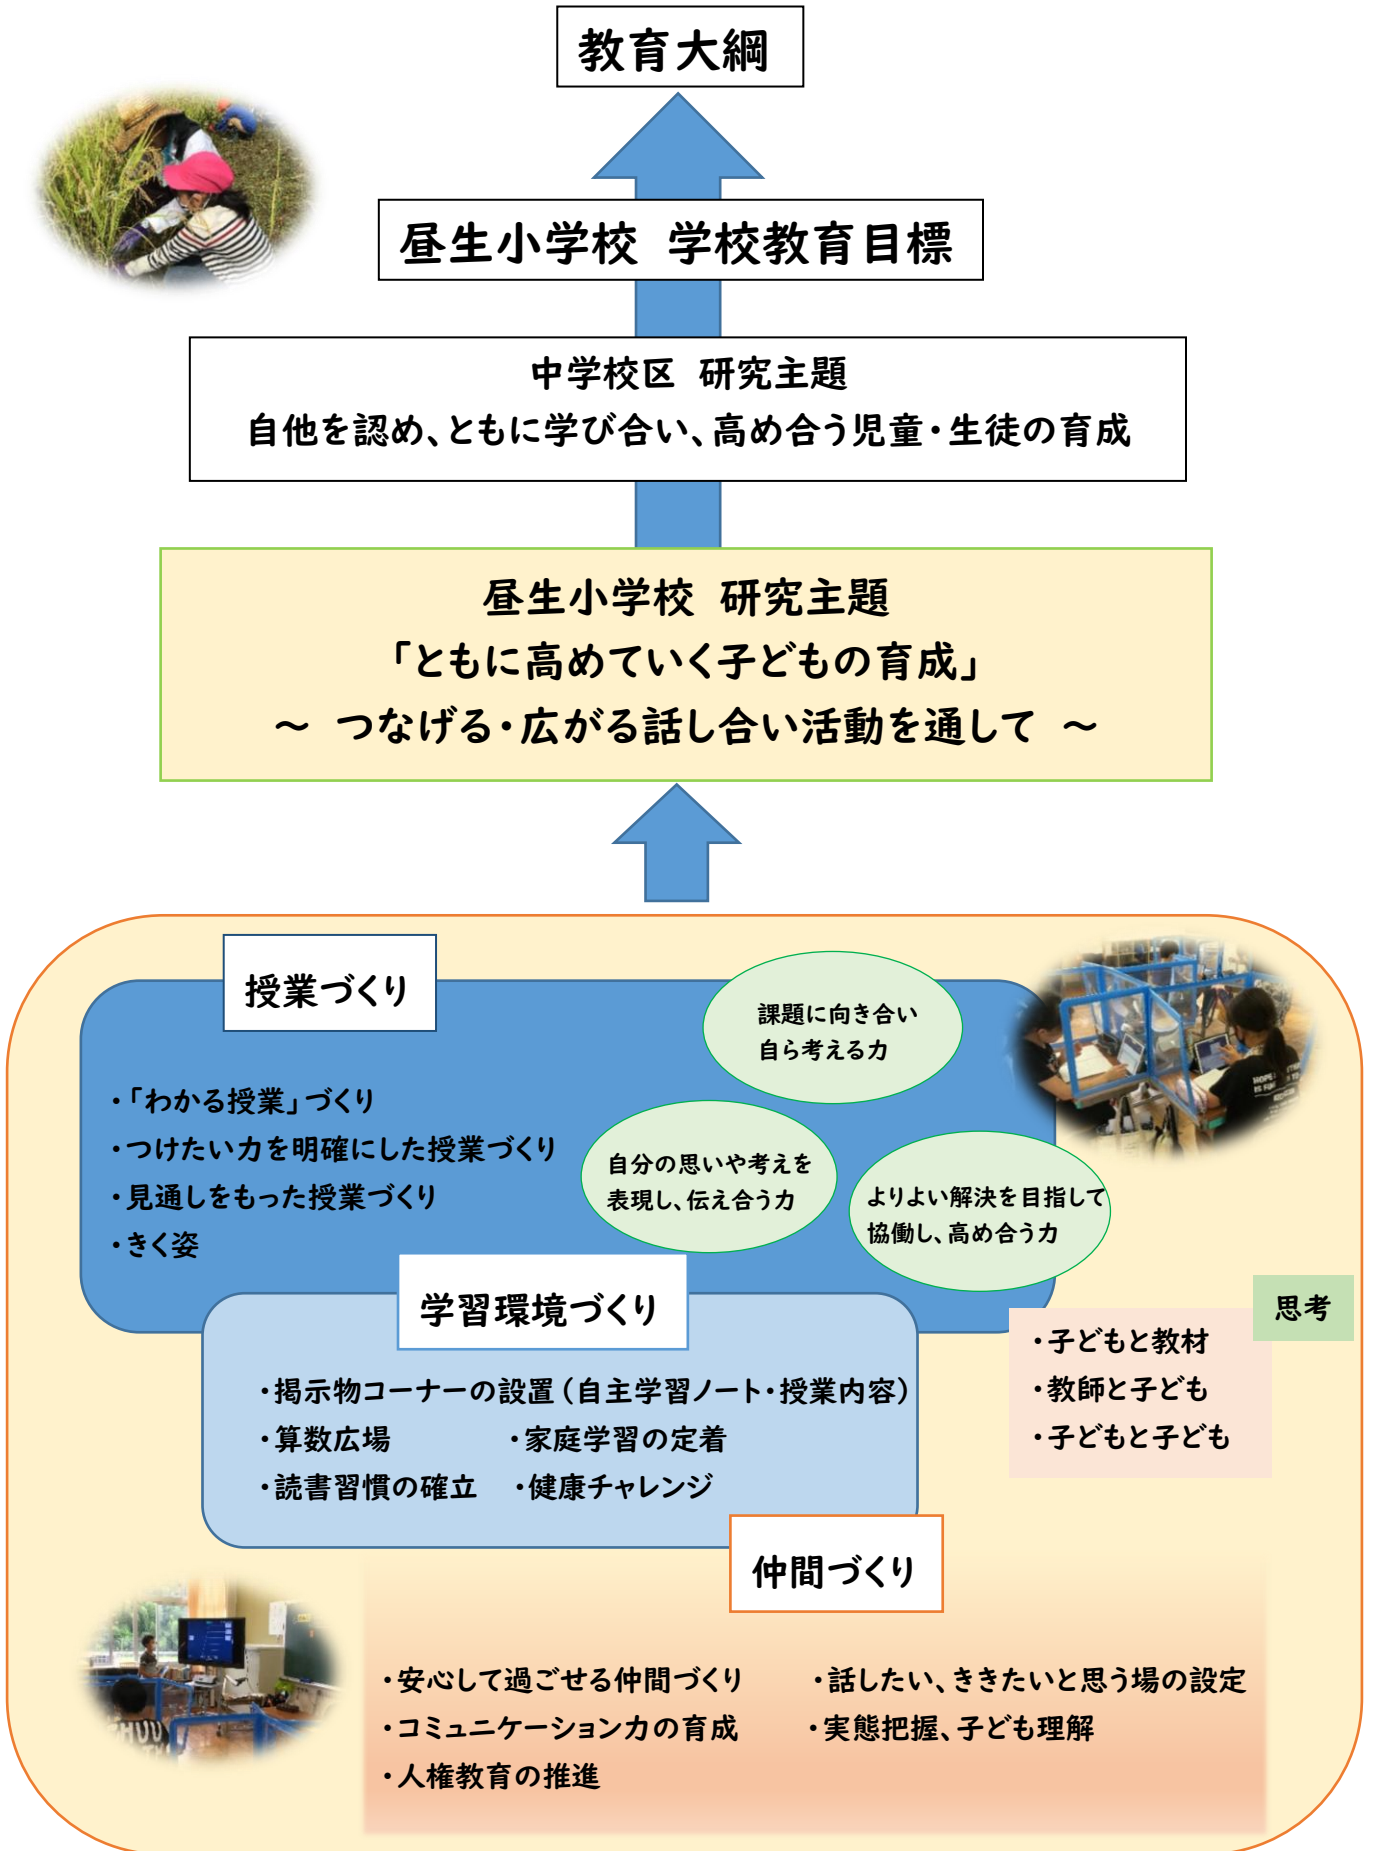 教育大綱
昼生小学校 学校教育目標
中学校区 研究主題
自他を認め、ともに学び合い、高め合う児童・生徒の育成
昼生小学校 研究主題
「ともに高めていく子どもの育成」
～ つなげる・広がる話し合い活動を通して ～
授業づくり
・「わかる授業」づくり
・つけたい力を明確にした授業づくり
・見通しをもった授業づくり
・きく姿
課題に向き合い
自ら考える力
自分の思いや考えを
表現し、伝え合う力
よりよい解決を目指して
協働し、高め合う力
学習環境づくり
・掲示物コーナーの設置（自主学習ノート・授業内容）
・算数広場 ・家庭学習の定着
・読書習慣の確立 ・健康チャレンジ
思考
・子どもと教材
・教師と子ども
・子どもと子ども
仲間づくり
・安心して過ごせる仲間づくり ・話したい、ききたいと思う場の設定
・コミュニケーション力の育成 ・実態把握、子ども理解
・人権教育の推進